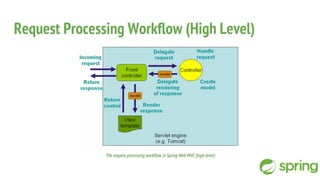 Request Processing Workflow (High Level)
Incoming
request
Delegate
request
Handle
request
Front
controller
model
Controller
Return
response
Delegate
rendering
of response
Create
model
model
Return
control
Render
response
View
template
Servlet engine
(e.g. Tomcat)
The request processing workflow in Spring Web MVC (high level)
spring